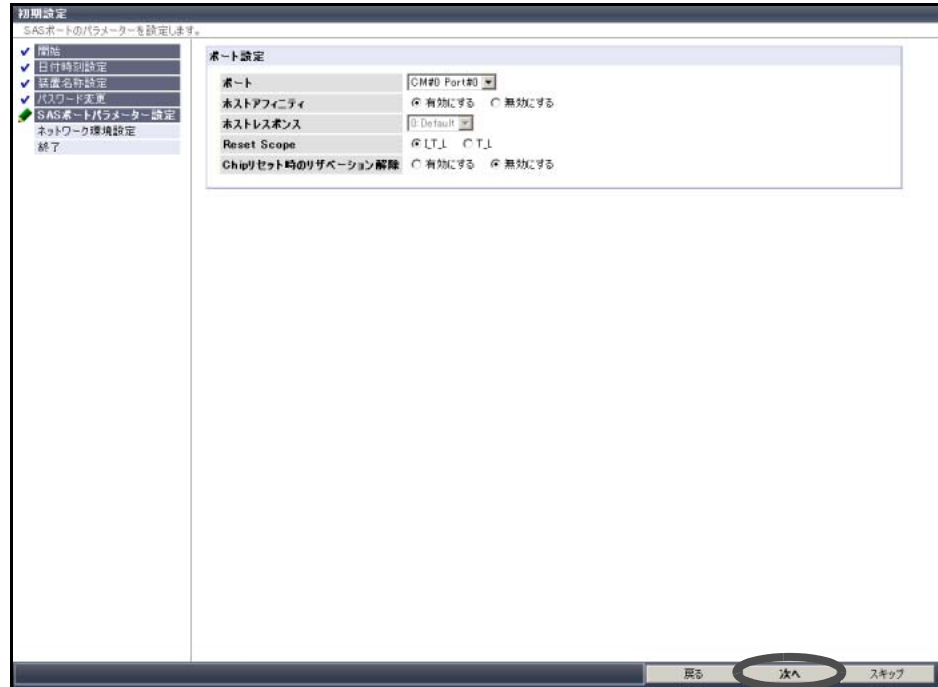 初期設定
SASポートのパラメーターを設定します。
開始
日付時刻設定
装置名称設定
パスワード変更
SASポートパラメーター設定
ネットワーク環境設定
終了
ポート設定
ポート CM#0 Port#0
ホストアフィニティ 有効にする 無効にする
ホストレスポンス 0: Default
Reset Scope I_T_L T_L
Chipリセット時のリザベーション解除 有効にする 無効にする
戻る 次へ スキップ